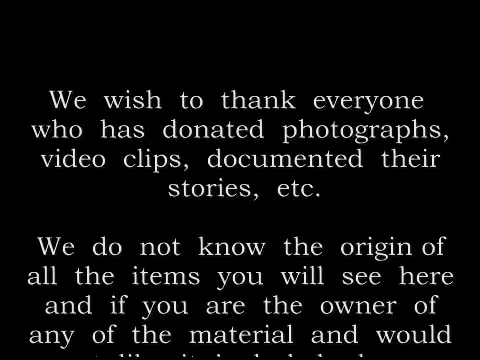 We wish to thank everyone
who has donated photographs,
video clips, documented their
stories, etc.
We do not know the origin of
all the items you will see here
and if you are the owner of
any of the material and would